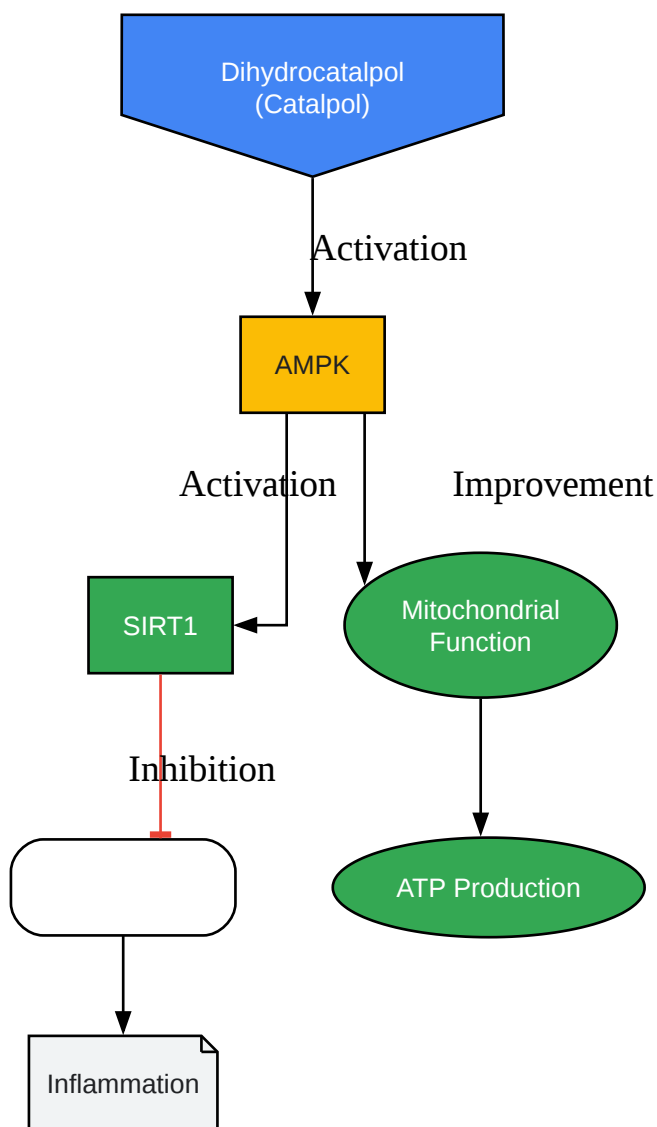 Dihydrocatalpol
(Catalpol)
Activation
AMPK
Activation
Improvement
SIRT1
Mitochondrial
Function
Inhibition
ATP Production
Inflammation